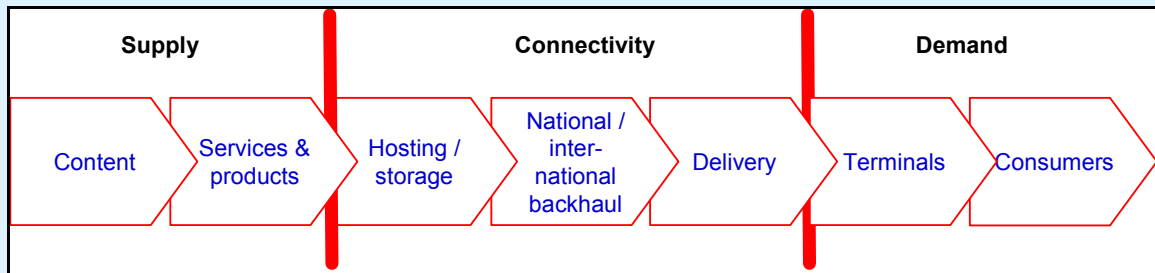 Supply
Connectivity
Demand
Content
Services &
products
Hosting /
storage
National /
inter-
national
backhaul
Delivery
Terminals
Consumers